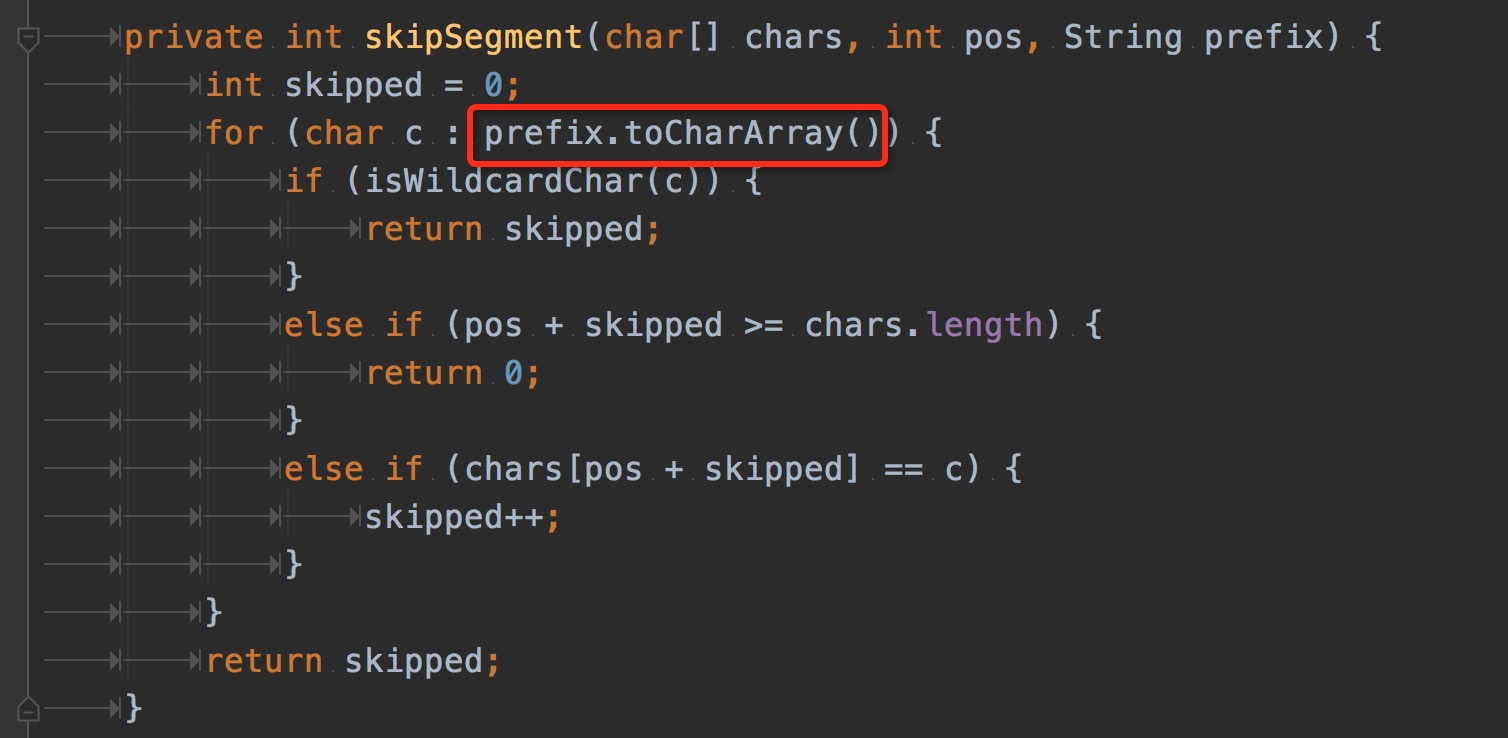 private int skipSegment(char[] chars, int pos, String prefix) {
int skipped = 0;
for (char c : prefix.toCharArray()) {
if (isWildcardChar(c)) {
return skipped;
}
else if (pos + skipped >= chars.length) {
return 0;
}
else if (chars[pos + skipped] == c) {
skipped++;
}
}
return skipped;
}